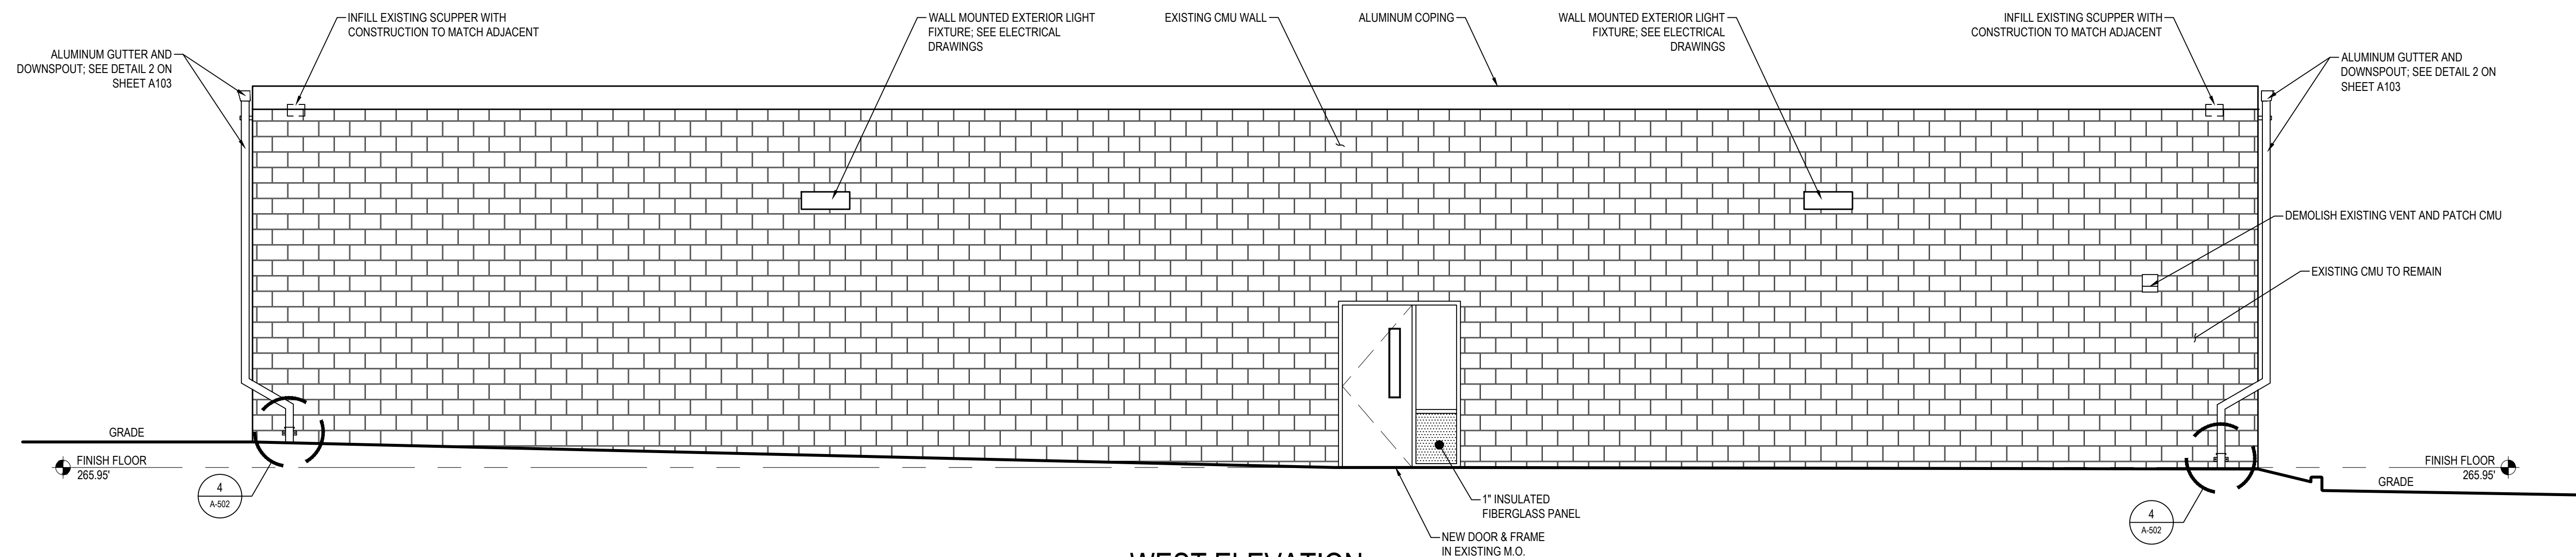 INFILL EXISTING SCUPPER WITH
CONSTRUCTION TO MATCH ADJACENT
WALL MOUNTED EXTERIOR LIGHT
FIXTURE; SEE ELECTRICAL
DRAWINGS
EXISTING CMU WALL
ALUMINUM COPING
WALL MOUNTED EXTERIOR LIGHT
FIXTURE; SEE ELECTRICAL
DRAWINGS
INFILL EXISTING SCUPPER WITH
CONSTRUCTION TO MATCH ADJACENT
ALUMINUM GUTTER AND
DOWNSPOUT; SEE DETAIL 2 ON
SHEET A103
ALUMINUM GUTTER AND
DOWNSPOUT; SEE DETAIL 2 ON
SHEET A103
DEMOLISH EXISTING VENT AND PATCH CMU
EXISTING CMU TO REMAIN
GRADE
FINISH FLOOR
265.95'
4
A-502
1" INSULATED
FIBERGLASS PANEL
NEW DOOR & FRAME
IN EXISTING M.O.
4
A-502
FINISH FLOOR
265.95'
GRADE
WEST ELEVATION